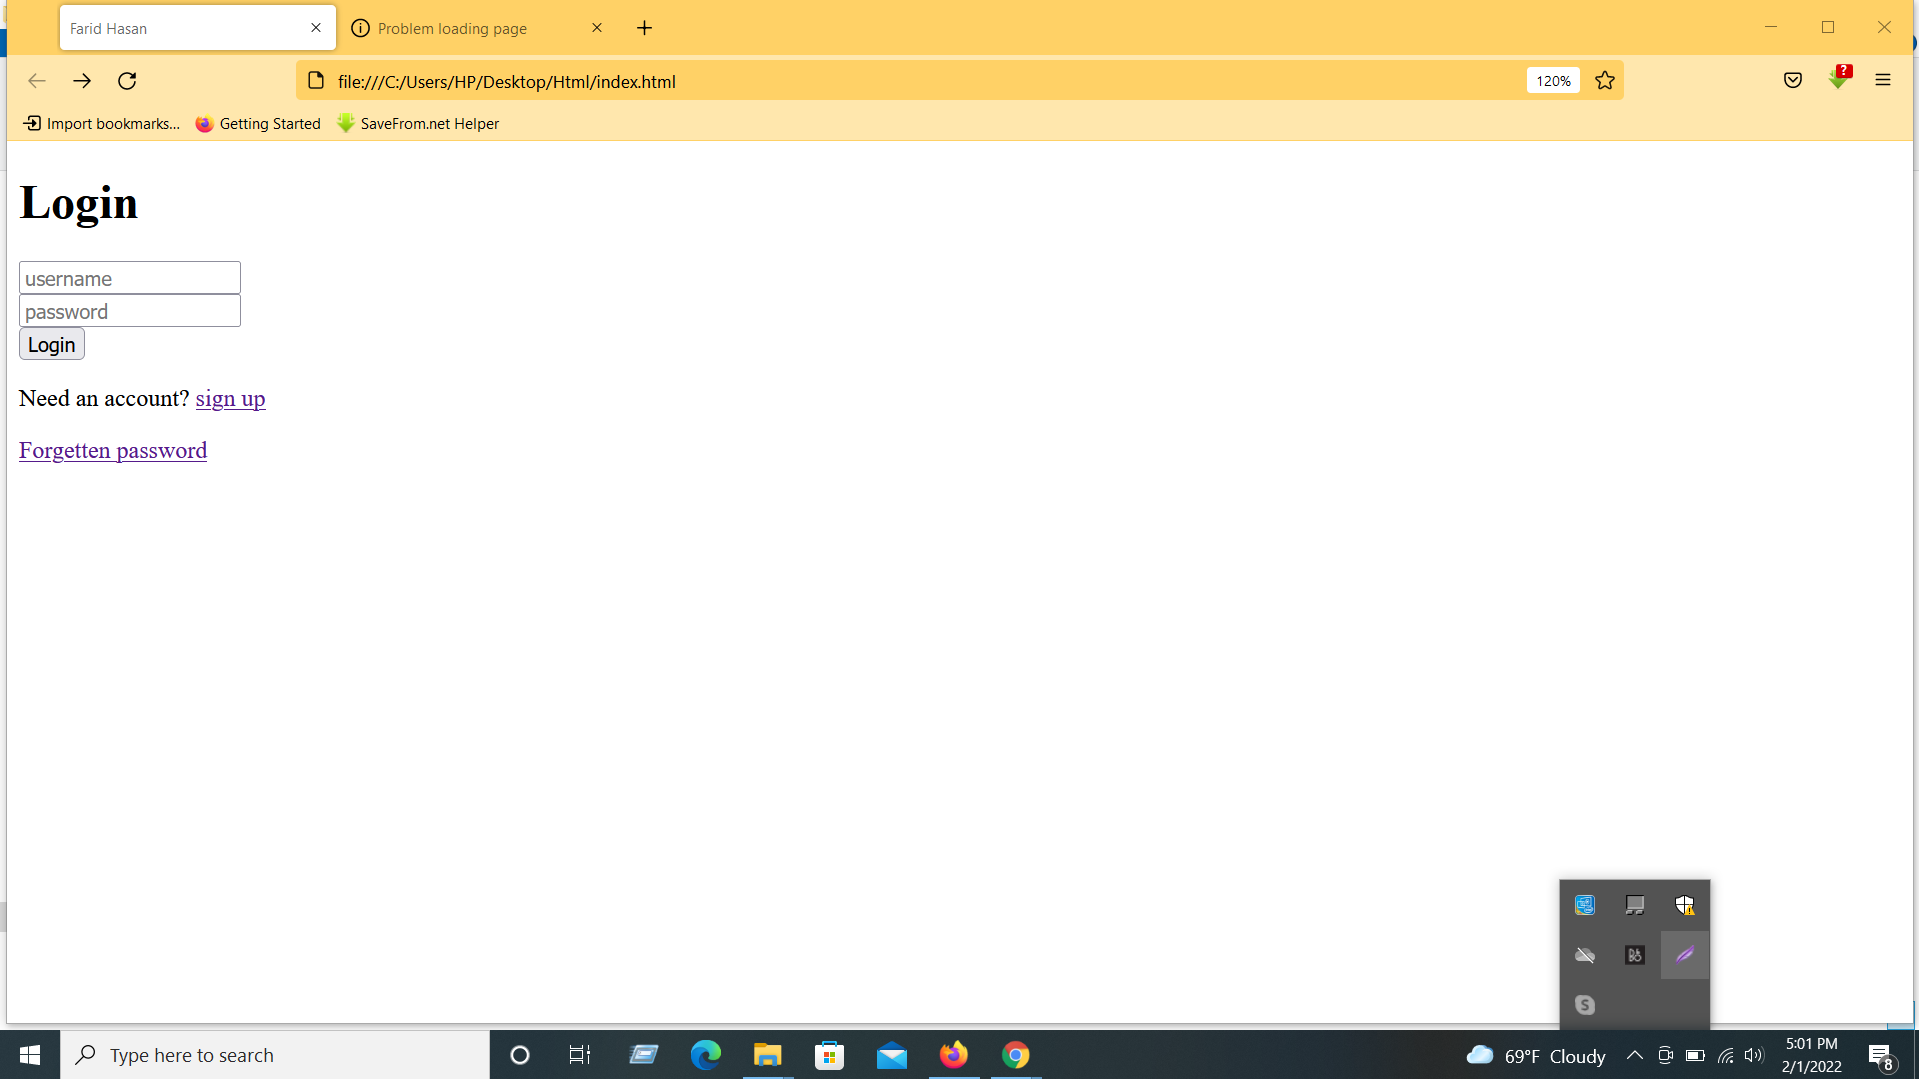 Farid Hasan
Problem loading page
file:///C:/Users/HP/Desktop/Html/index.html
120%
?
Import bookmarks...
Getting Started
SaveFrom.net Helper
Login
username
password
Login
Need an account? sign up
Forgetten password
Type here to search
69°F Cloudy
5:01 PM
2/1/2022
8